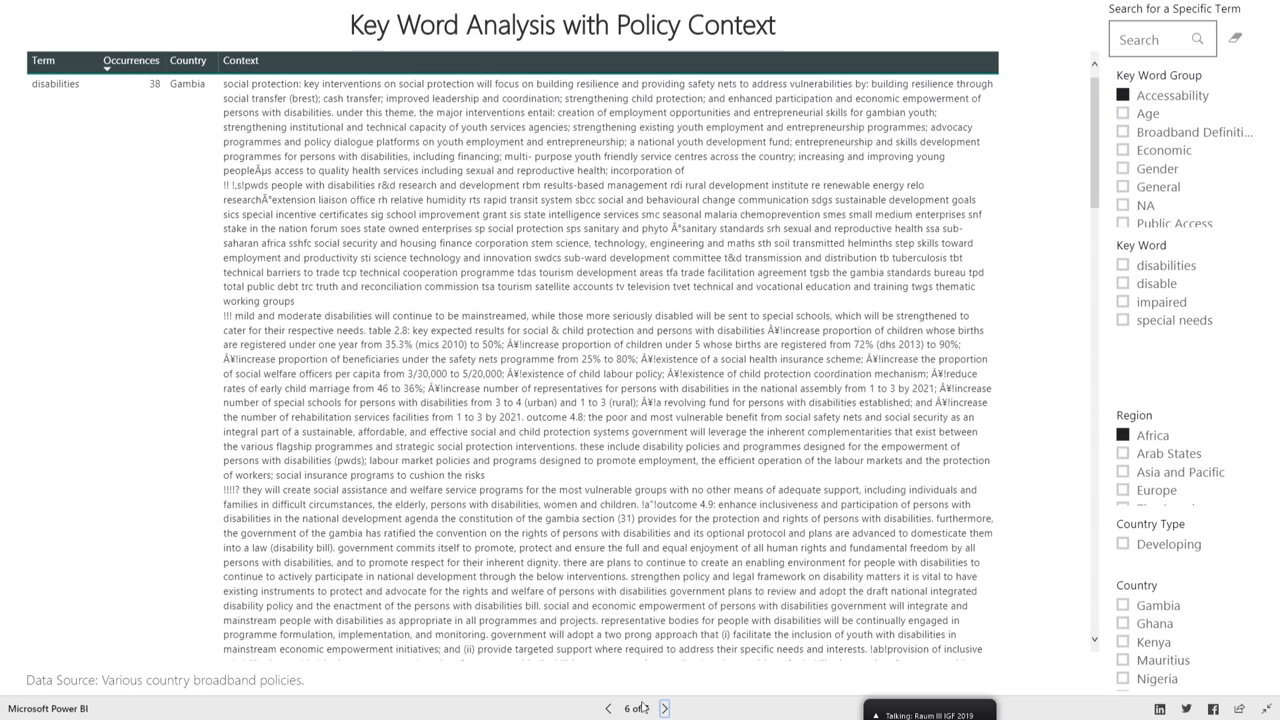 Key Word Analysis with Policy Context
Term Occurrences Country Context
disabilities 38 Gambia social protection: key interventions on social protection will focus on building resilience and providing safety nets to address vulnerabilities by: building resilience through
social transfer (brest); cash transfer; improved leadership and coordination; strengthening child protection; and enhanced participation and economic empowerment of
persons with disabilities. under this theme, the major interventions entail: creation of employment opportunities and entrepreneurial skills for gambian youth;
strengthening institutional and technical capacity of youth services agencies; strengthening existing youth employment and entrepreneurship programmes; advocacy
programmes and policy dialogue platforms on youth employment and entrepreneurship; a national youth development fund; entrepreneurship and skills development
programmes for persons with disabilities, including financing; multi- purpose youth friendly service centres across the country; increasing and improving young
peopleÃµs access to quality health services including sexual and reproductive health; incorporation of
!! !,s!pwds people with disabilities r&d research and development rbm results-based management rdi rural development institute re renewable energy relo
researchÃ°extension liaison office rh relative humidity rts rapid transit system sbcc social and behavioural change communication sdgs sustainable development goals
sics special incentive certificates sig school improvement grant sis state intelligence services smc seasonal malaria chemoprevention smes small medium enterprises snf
stake in the nation forum soes state owned enterprises sp social protection sps sanitary and phyto Ã°sanitary standards srh sexual and reproductive health ssa sub-
saharan africa sshfc social security and housing finance corporation stem science, technology, engineering and maths sth soil transmitted helminths step skills toward
employment and productivity sti science technology and innovation swdcs sub-ward development committee t&d transmission and distribution tb tuberculosis tbt
technical barriers to trade tcp technical cooperation programme tdas tourism development areas tfa trade facilitation agreement tgsb the gambia standards bureau tpd
total public debt trc truth and reconciliation commission tsa tourism satellite accounts tv television tvet technical and vocational education and training twgs thematic
working groups
!!! mild and moderate disabilities will continue to be mainstreamed, while those more seriously disabled will be sent to special schools, which will be strengthened to
cater for their respective needs. table 2.8: key expected results for social & child protection and persons with disabilities Â¥!increase proportion of children whose births
are registered under one year from 35.3% (mics 2010) to 50%; Â¥!increase proportion of children under 5 whose births are registered from 72% (dhs 2013) to 90%;
Â¥!increase proportion of beneficiaries under the safety nets programme from 25% to 80%; Â¥!existence of a social health insurance scheme; Â¥!increase the proportion
of social welfare officers per capita from 3/30,000 to 5/20,000; Â¥!existence of child labour policy; Â¥!existence of child protection coordination mechanism; Â¥!reduce
rates of early child marriage from 46 to 36%; Â¥!increase number of representatives for persons with disabilities in the national assembly from 1 to 3 by 2021; Â¥!increase
number of special schools for persons with disabilities from 3 to 4 (urban) and 1 to 3 (rural); Â¥!a revolving fund for persons with disabilities established; and Â¥!increase
the number of rehabilitation services facilities from 1 to 3 by 2021. outcome 4.8: the poor and most vulnerable benefit from social safety nets and social security as an
integral part of a sustainable, affordable, and effective social and child protection systems government will leverage the inherent complementarities that exist between
the various flagship programmes and strategic social protection interventions. these include disability policies and programmes designed for the empowerment of
persons with disabilities (pwds); labour market policies and programs designed to promote employment, the efficient operation of the labour markets and the protection
of workers; social insurance programs to cushion the risks
!!!!? they will create social assistance and welfare service programs for the most vulnerable groups with no other means of adequate support, including individuals and
families in difficult circumstances, the elderly, persons with disabilities, women and children. !a¨!outcome 4.9: enhance inclusiveness and participation of persons with
disabilities in the national development agenda the constitution of the gambia section (31) provides for the protection and rights of persons with disabilities. furthermore,
the government of the gambia has ratified the convention on the rights of persons with disabilities and its optional protocol and plans are advanced to domesticate them
into a law (disability bill). government commits itself to promote, protect and ensure the full and equal enjoyment of all human rights and fundamental freedom by all
persons with disabilities, and to promote respect for their inherent dignity. there are plans to continue to create an enabling environment for people with disabilities to
continue to actively participate in national development through the below interventions. strengthen policy and legal framework on disability matters it is vital to have
existing instruments to protect and advocate for the rights and welfare of persons with disabilities government plans to review and adopt the draft national integrated
disability policy and the enactment of the persons with disabilities bill. social and economic empowerment of persons with disabilities government will integrate and
mainstream people with disabilities as appropriate in all programmes and projects. representative bodies for people with disabilities will be continually engaged in
programme formulation, implementation, and monitoring. government will adopt a two prong approach that (i) facilitate the inclusion of youth with disabilities in
mainstream economic empowerment initiatives; and (ii) provide targeted support where required to address their specific needs and interests. !ab!provision of inclusive
Data Source: Various country broadband policies.
Search for a Specific Term
Search
Key Word Group
Accessability
Age
Broadband Definiti...
Economic
Gender
General
NA
Public Access
Key Word
disabilities
disable
impaired
special needs
Region
Africa
Arab States
Asia and Pacific
Europe
Country Type
Developing
Country
Gambia
Ghana
Kenya
Mauritius
Nigeria
Microsoft Power BI
6 of
Talking: Raum III IGF 2019